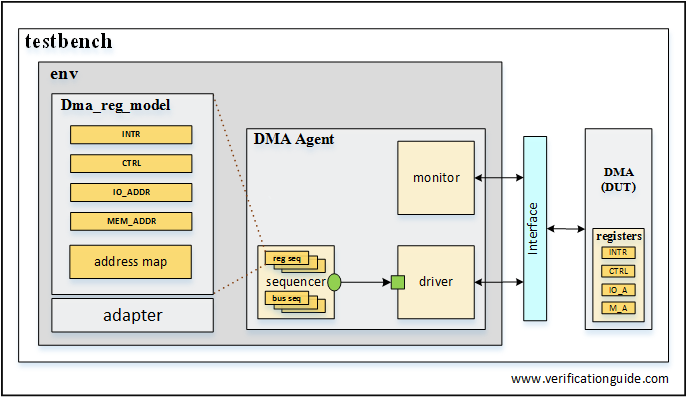 testbench
env
Dma_reg_model
INTR
CTRL
IO_ADDR
MEM_ADDR
address map
adapter
DMA Agent
monitor
reg seq
sequencer
bus seq
driver
Interface
DMA
(DUT)
registers
INTR
CTRL
IO_A
M_A
www.verificationguide.com